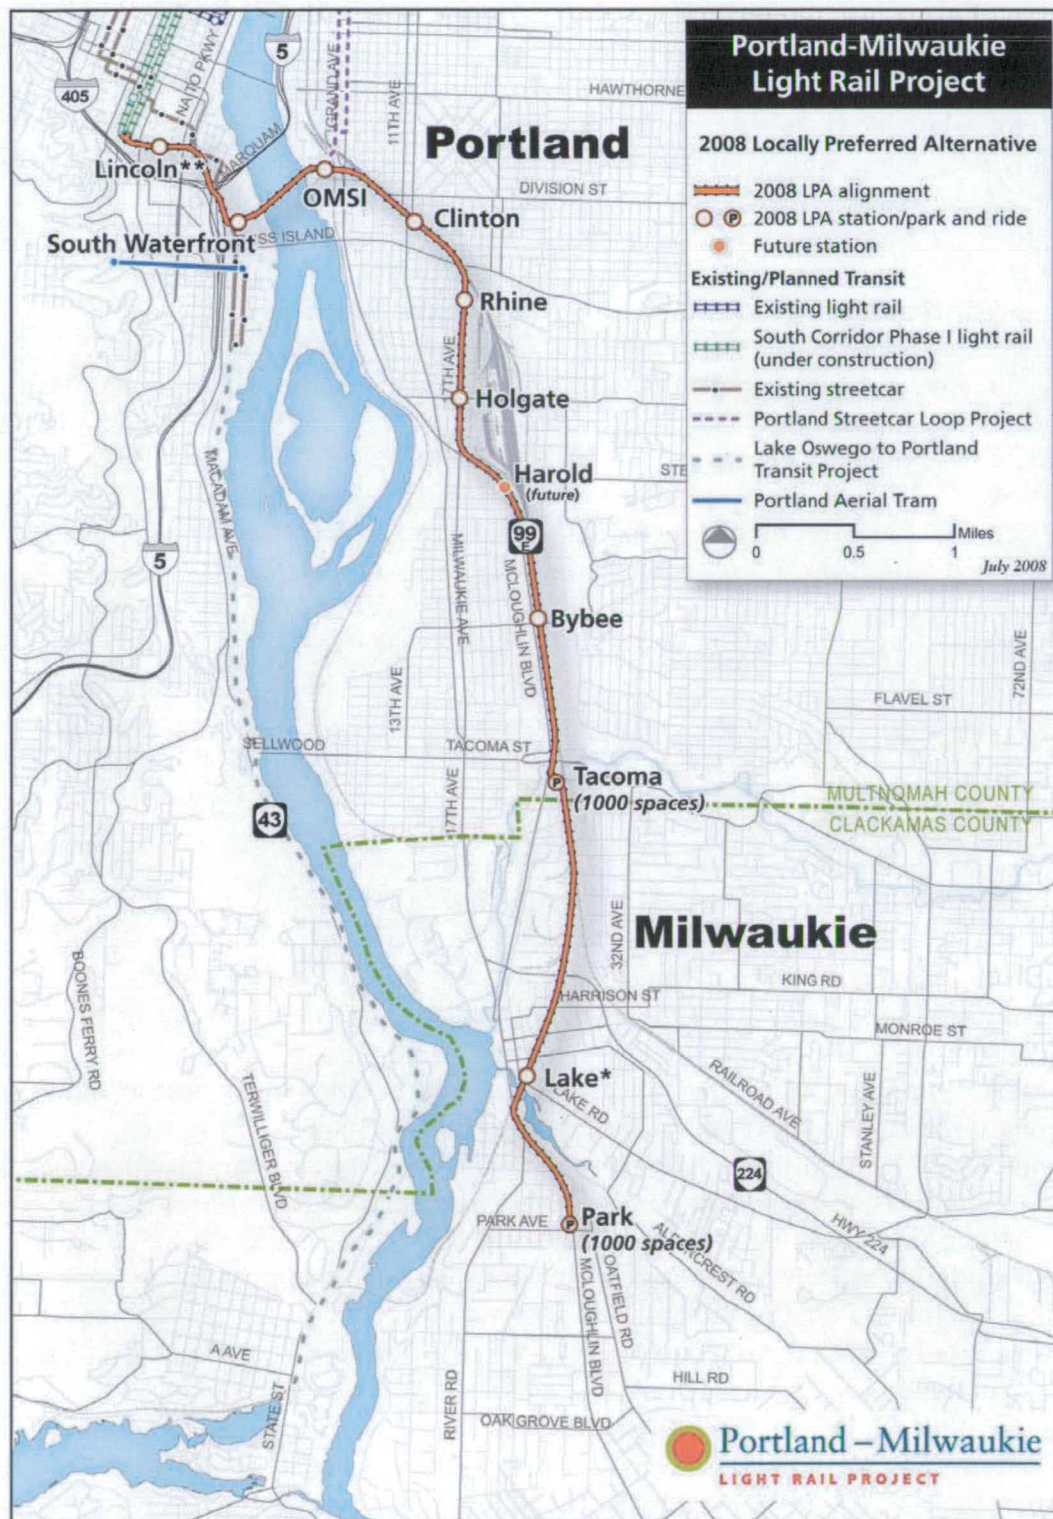 Portland-Milwaukie
Light Rail Project
2008 Locally Preferred Alternative
2008 LPA alignment
P 2008 LPA station/park and ride
Future station
Existing/Planned Transit
Existing light rail
South Corridor Phase I light rail
(under construction)
Existing streetcar
Portland Streetcar Loop Project
Lake Oswego to Portland
Transit Project
Portland Aerial Tram
Miles
0 0.5 1
July 2008
5
405
NAITO PKWY
GRAND AVE
11TH AVE
HAWTHORNE
Portland
MARQUAM
Lincoln**
OMSI
DIVISION ST
Clinton
South Waterfront
SS ISLAND
Rhine
17TH AVE
Holgate
Harold
(future)
STE
99
E
MACADAM AVE
5
MILWAUKIE AVE
MCLOUGHLIN BLVD
Bybee
72ND AVE
13TH AVE
FLAVEL ST
SELLWOOD
TACOMA ST
17TH AVE
P
Tacoma
(1000 spaces)
MULTNOMAH COUNTY
CLACKAMAS COUNTY
43
32ND AVE
Milwaukie
BOONES FERRY RD
KING RD
HARRISON ST
MONROE ST
TERWILLIGER BLVD
Lake*
LAKE RD
RAILROAD AVE
STANLEY AVE
224
HWY 224
PARK AVE
P
Park
(1000 spaces)
ALDERCREST RD
OATFIELD RD
MCLOUGHLIN BLVD
A AVE
STATE ST
RIVER RD
HILL RD
OAK GROVE BLVD
Portland – Milwaukie
LIGHT RAIL PROJECT